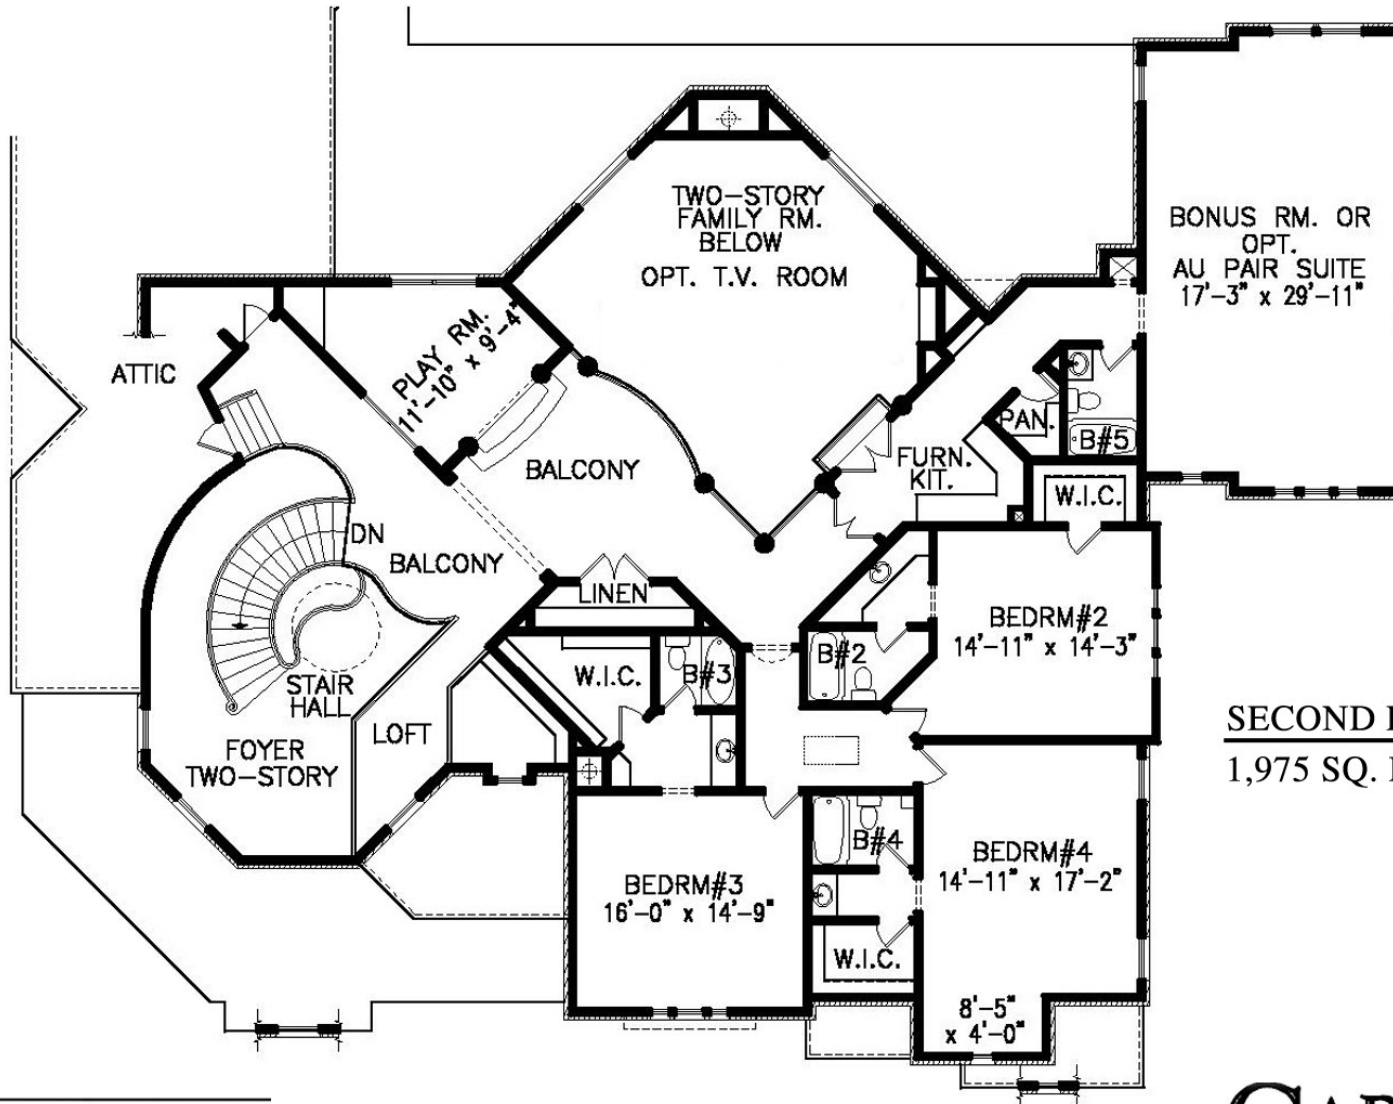 TWO-STORY
FAMILY RM.
BELOW
OPT. T.V. ROOM
BONUS RM. OR
OPT.
AU PAIR SUITE
17'-3" x 29'-11"
PLAY RM.
11'-10" x 9'-4"
ATTIC
PAN.
B#5
FURN.
KIT.
BALCONY
W.I.C.
DN
BALCONY
LINEN
BEDRM#2
14'-11" x 14'-3"
B#2
W.I.C.
B#3
STAIR
HALL
LOFT
FOYER
TWO-STORY
SECOND
1,975 SQ.
B#4
BEDRM#4
14'-11" x 17'-2"
BEDRM#3
16'-0" x 14'-9"
W.I.C.
8'-5"
x 4'-0"